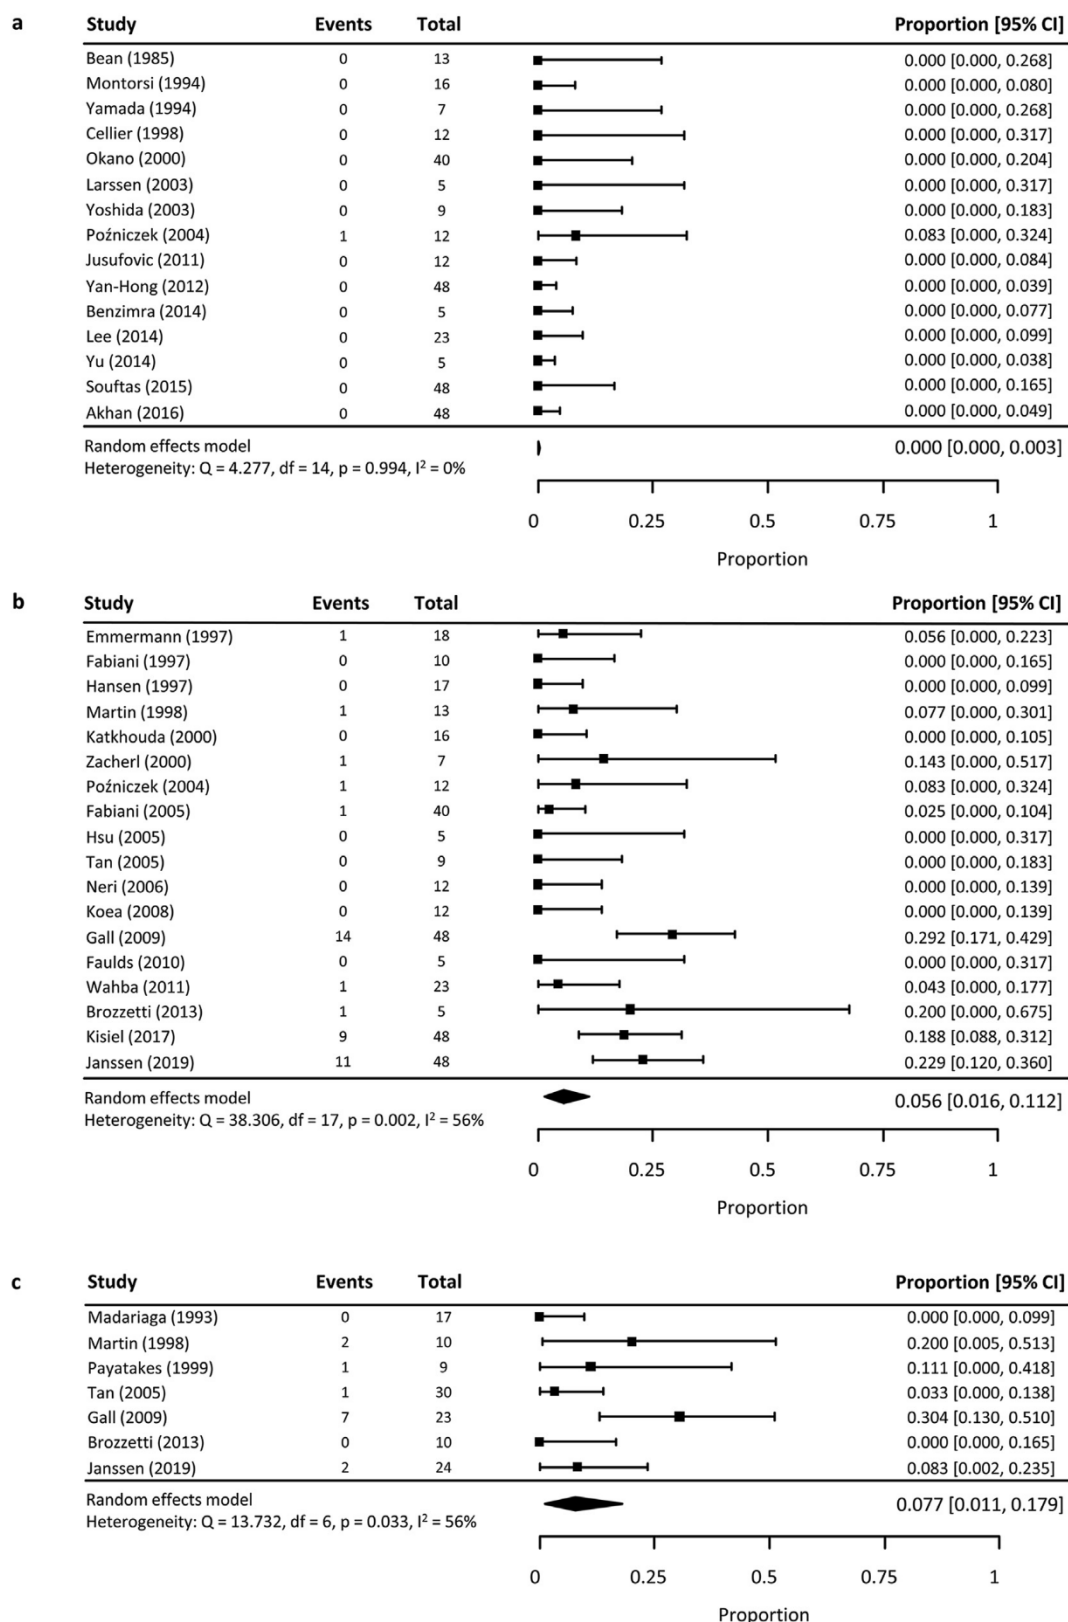 a
Study Events Total Proportion [95% CI]
Bean (1985) 0 13 0.000 [0.000, 0.268]
Montorsi (1994) 0 16 0.000 [0.000, 0.080]
Yamada (1994) 0 7 0.000 [0.000, 0.268]
Cellier (1998) 0 12 0.000 [0.000, 0.317]
Okano (2000) 0 40 0.000 [0.000, 0.204]
Larssen (2003) 0 5 0.000 [0.000, 0.317]
Yoshida (2003) 0 9 0.000 [0.000, 0.183]
Poźniczek (2004) 1 12 0.083 [0.000, 0.324]
Jusufovic (2011) 0 12 0.000 [0.000, 0.084]
Yan-Hong (2012) 0 48 0.000 [0.000, 0.039]
Benzimra (2014) 0 5 0.000 [0.000, 0.077]
Lee (2014) 0 23 0.000 [0.000, 0.099]
Yu (2014) 0 5 0.000 [0.000, 0.038]
Souftas (2015) 0 48 0.000 [0.000, 0.165]
Akhan (2016) 0 48 0.000 [0.000, 0.049]
Random effects model 0.000 [0.000, 0.003]
Heterogeneity: Q = 4.277, df = 14, p = 0.994, I² = 0%
0 0.25 0.5 0.75 1
Proportion
b
Study Events Total Proportion [95% CI]
Emmermann (1997) 1 18 0.056 [0.000, 0.223]
Fabiani (1997) 0 10 0.000 [0.000, 0.165]
Hansen (1997) 0 17 0.000 [0.000, 0.099]
Martin (1998) 1 13 0.077 [0.000, 0.301]
Katkhouda (2000) 0 16 0.000 [0.000, 0.105]
Zacherl (2000) 1 7 0.143 [0.000, 0.517]
Poźniczek (2004) 1 12 0.083 [0.000, 0.324]
Fabiani (2005) 1 40 0.025 [0.000, 0.104]
Hsu (2005) 0 5 0.000 [0.000, 0.317]
Tan (2005) 0 9 0.000 [0.000, 0.183]
Neri (2006) 0 12 0.000 [0.000, 0.139]
Koea (2008) 0 12 0.000 [0.000, 0.139]
Gall (2009) 14 48 0.292 [0.171, 0.429]
Faulds (2010) 0 5 0.000 [0.000, 0.317]
Wahba (2011) 1 23 0.043 [0.000, 0.177]
Brozzetti (2013) 1 5 0.200 [0.000, 0.675]
Kisiel (2017) 9 48 0.188 [0.088, 0.312]
Janssen (2019) 11 48 0.229 [0.120, 0.360]
Random effects model 0.056 [0.016, 0.112]
Heterogeneity: Q = 38.306, df = 17, p = 0.002, I² = 56%
0 0.25 0.5 0.75 1
Proportion
c
Study Events Total Proportion [95% CI]
Madariaga (1993) 0 17 0.000 [0.000, 0.099]
Martin (1998) 2 10 0.200 [0.005, 0.513]
Payatakes (1999) 1 9 0.111 [0.000, 0.418]
Tan (2005) 1 30 0.033 [0.000, 0.138]
Gall (2009) 7 23 0.304 [0.130, 0.510]
Brozzetti (2013) 0 10 0.000 [0.000, 0.165]
Janssen (2019) 2 24 0.083 [0.002, 0.235]
Random effects model 0.077 [0.011, 0.179]
Heterogeneity: Q = 13.732, df = 6, p = 0.033, I² = 56%
0 0.25 0.5 0.75 1
Proportion